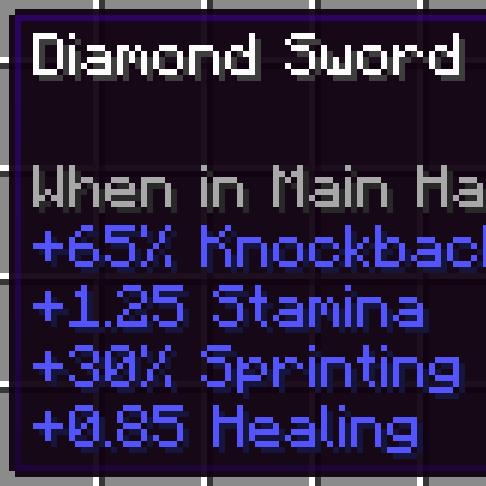 Diamond Sword
When in Main Ha
+65% Knockbac
+1.25 Stamina
+30% Sprinting
+0.85 Healing